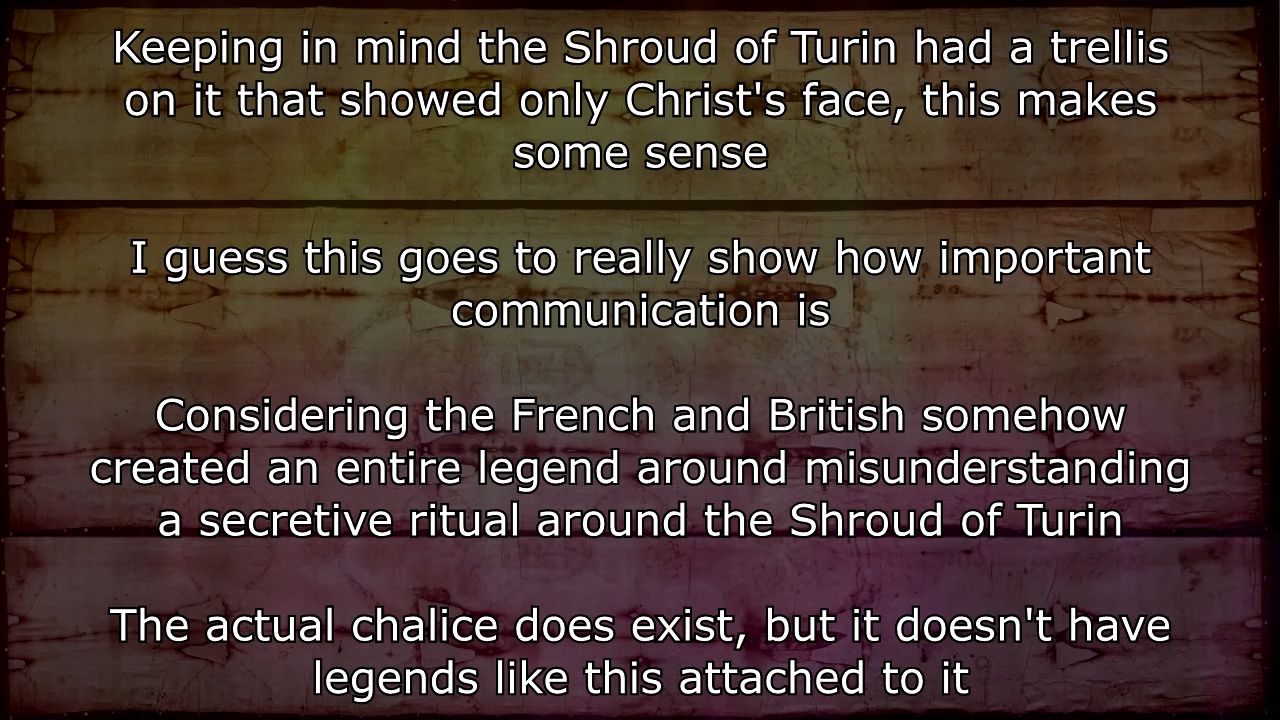 Keeping in mind the Shroud of Turin had a trellis
on it that showed only Christ's face, this makes
some sense
I guess this goes to really show how important
communication is
Considering the French and British somehow
created an entire legend around misunderstanding
a secretive ritual around the Shroud of Turin
The actual chalice does exist, but it doesn't have
legends like this attached to it